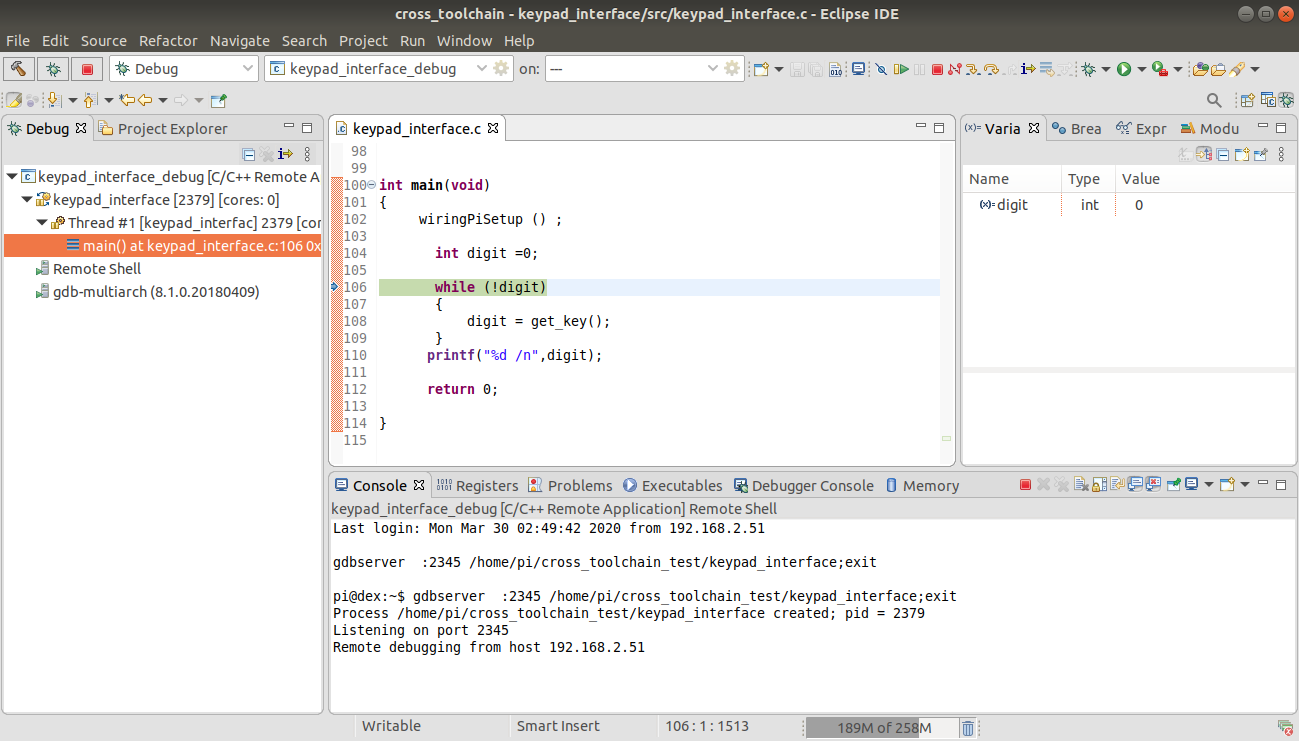 cross_toolchain - keypad_interface/src/keypad_interface.c - Eclipse IDE
File Edit Source Refactor Navigate Search Project Run Window Help
Debug keypad_interface_debug on: ---
Debug Project Explorer
keypad_interface_debug [C/C++ Remote A
keypad_interface [2379] [cores: 0]
Thread #1 [keypad_interfac] 2379 [cor
main() at keypad_interface.c:106 0x
Remote Shell
gdb-multiarch (8.1.0.20180409)
keypad_interface.c
98
99
100 int main(void)
101 {
102 wiringPiSetup () ;
103
104 int digit =0;
105
106 while (!digit)
107 {
108 digit = get_key();
109 }
110 printf("%d /n",digit);
111
112 return 0;
113
114 }
115
(x)= Varia Brea Expr Modu
Name Type Value
(x)= digit int 0
Console Registers Problems Executables Debugger Console Memory
keypad_interface_debug [C/C++ Remote Application] Remote Shell
Last login: Mon Mar 30 02:49:42 2020 from 192.168.2.51
gdbserver  :2345 /home/pi/cross_toolchain_test/keypad_interface;exit
pi@dex:~$ gdbserver  :2345 /home/pi/cross_toolchain_test/keypad_interface;exit
Process /home/pi/cross_toolchain_test/keypad_interface created; pid = 2379
Listening on port 2345
Remote debugging from host 192.168.2.51
Writable Smart Insert 106 : 1 : 1513 189M of 258M